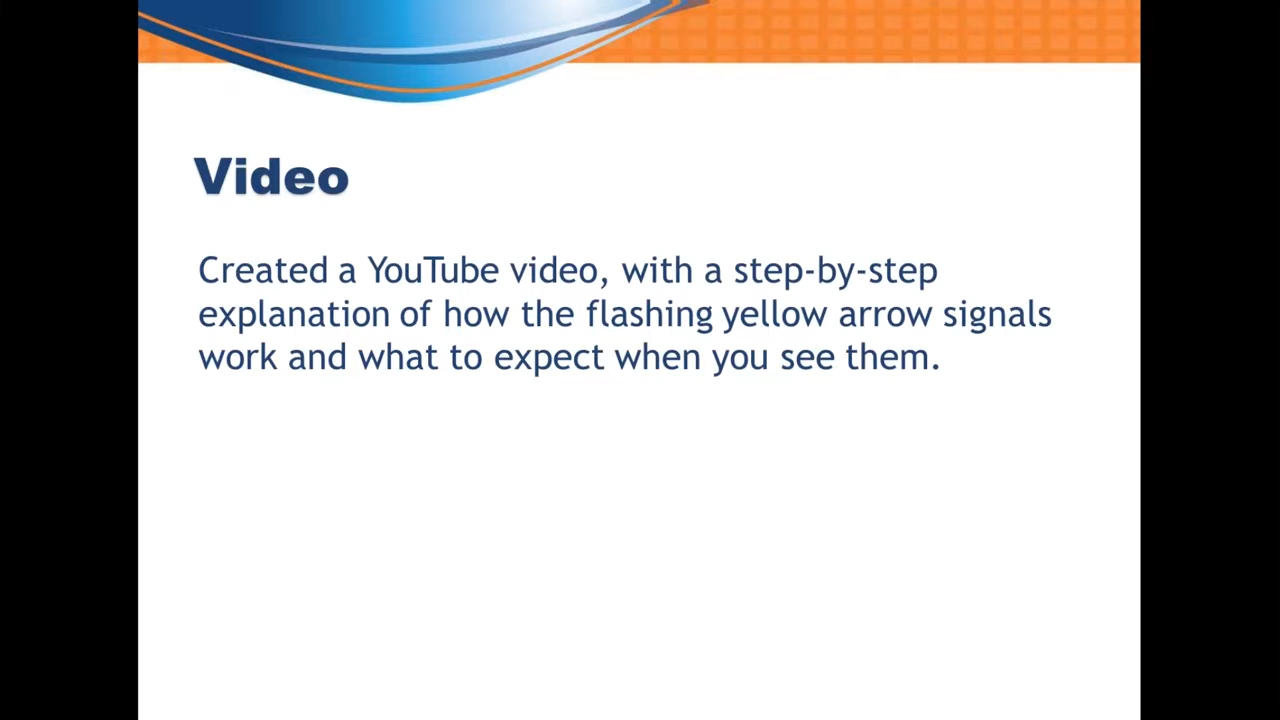 Video
Created a YouTube video, with a step-by-step
explanation of how the flashing yellow arrow signals
work and what to expect when you see them.